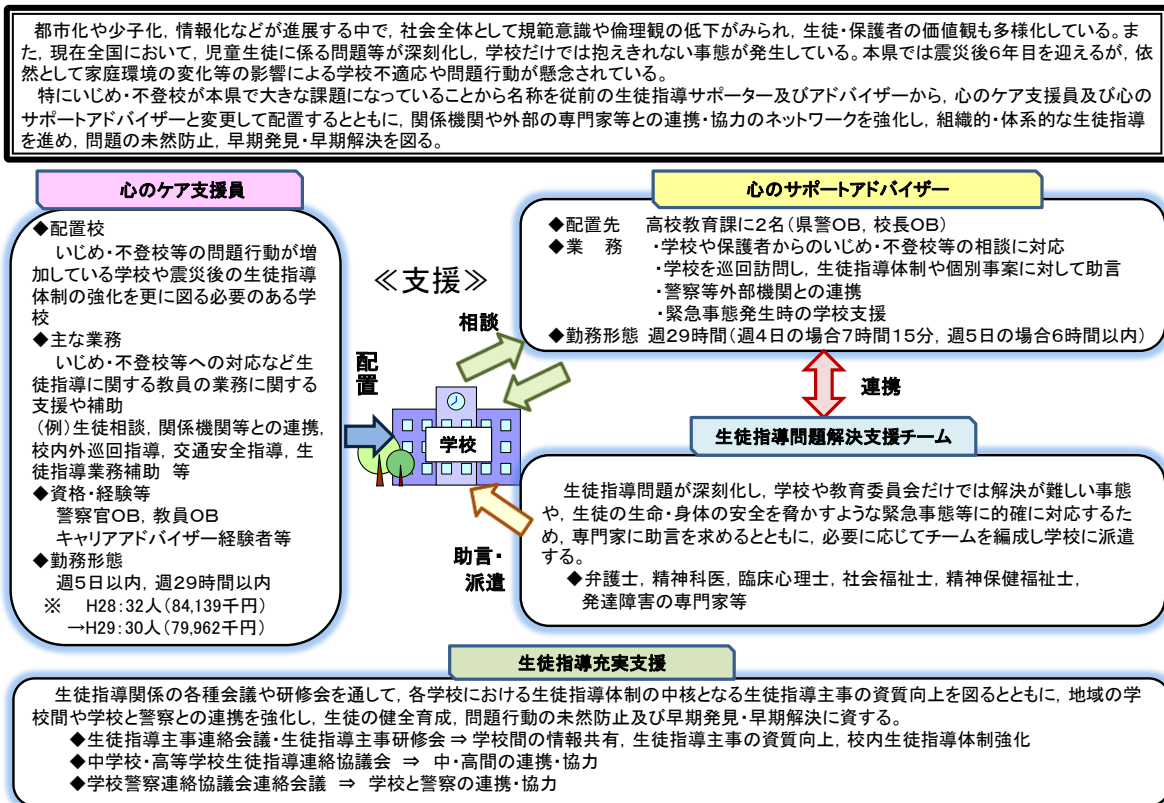 都市化や少子化，情報化などが進展する中で，社会全体として規範意識や倫理観の低下がみられ，生徒・保護者の価値観も多様化している。ま
た，現在全国において，児童生徒に係る問題等が深刻化し，学校だけでは抱えきれない事態が発生している。本県では震災後６年目を迎えるが，依
然として家庭環境の変化等の影響による学校不適応や問題行動が懸念されている。
特にいじめ・不登校が本県で大きな課題になっていることから名称を従前の生徒指導サポーター及びアドバイザーから，心のケア支援員及び心の
サポートアドバイザーと変更して配置するとともに，関係機関や外部の専門家等との連携・協力のネットワークを強化し，組織的・体系的な生徒指導
を進め，問題の未然防止，早期発見・早期解決を図る。
心のケア支援員
◆配置校
いじめ・不登校等の問題行動が増
加している学校や震災後の生徒指導
体制の強化を更に図る必要のある学
校
◆主な業務
いじめ・不登校等への対応など生
徒指導に関する教員の業務に関する
支援や補助
（例）生徒相談，関係機関等との連携，
校内外巡回指導，交通安全指導，生
徒指導業務補助 等
◆資格・経験等
警察官ＯＢ，教員ＯＢ
キャリアアドバイザー経験者等
◆勤務形態
週５日以内，週２９時間以内
※ H28：32人（84,139千円）
→H29：30人（79,962千円）
≪支援≫
相談
配置
学校
助言・
派遣
心のサポートアドバイザー
◆配置先 高校教育課に２名（県警ＯＢ，校長ＯＢ）
◆業 務 ・学校や保護者からのいじめ・不登校等の相談に対応
・学校を巡回訪問し，生徒指導体制や個別事案に対して助言
・警察等外部機関との連携
・緊急事態発生時の学校支援
◆勤務形態 週２９時間（週４日の場合７時間１５分，週５日の場合６時間以内）
連携
生徒指導問題解決支援チーム
生徒指導問題が深刻化し，学校や教育委員会だけでは解決が難しい事態
や，生徒の生命・身体の安全を脅かすような緊急事態等に的確に対応するた
め，専門家に助言を求めるとともに，必要に応じてチームを編成し学校に派遣
する。
◆弁護士，精神科医，臨床心理士，社会福祉士，精神保健福祉士，
発達障害の専門家等
生徒指導充実支援
生徒指導関係の各種会議や研修会を通して，各学校における生徒指導体制の中核となる生徒指導主事の資質向上を図るとともに，地域の学
校間や学校と警察との連携を強化し，生徒の健全育成，問題行動の未然防止及び早期発見・早期解決に資する。
◆生徒指導主事連絡会議・生徒指導主事研修会 ⇒ 学校間の情報共有，生徒指導主事の資質向上，校内生徒指導体制強化
◆中学校・高等学校生徒指導連絡協議会 ⇒ 中・高間の連携・協力
◆学校警察連絡協議会連絡会議 ⇒ 学校と警察の連携・協力